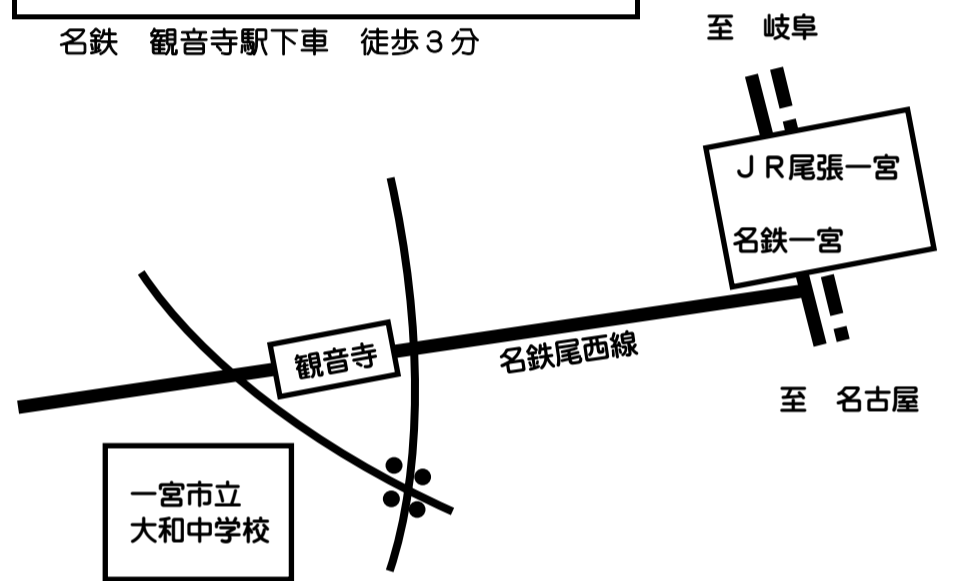 名鉄　観音寺駅下車　徒歩３分
至　岐阜
ＪＲ尾張一宮
名鉄一宮
観音寺
名鉄尾西線
至　名古屋
一宮市立
大和中学校